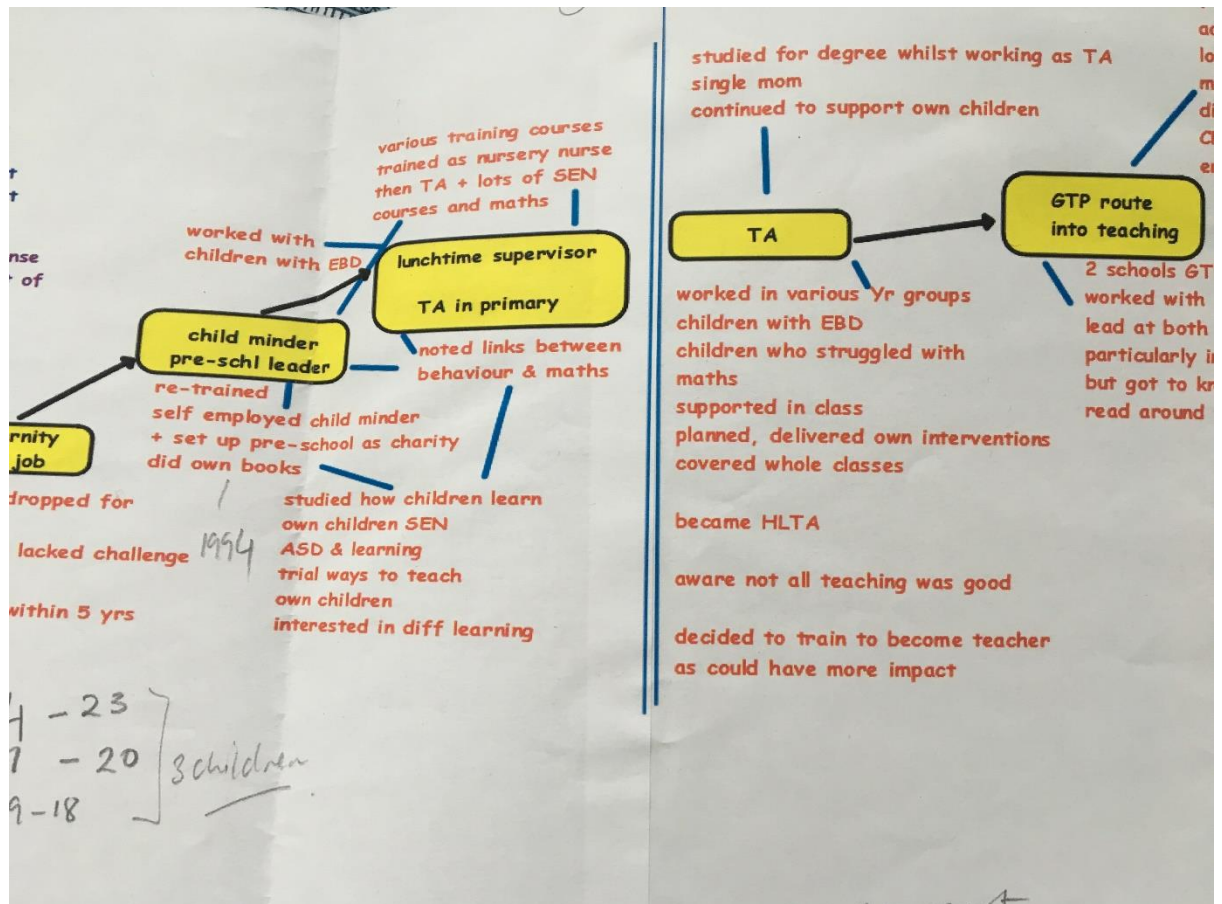 nse
of
various training courses
trained as nursery nurse
then TA + lots of SEN
courses and maths
worked with
children with EBD
lunchtime supervisor
TA in primary
child minder
pre-schl leader
noted links between
behaviour & maths
re-trained
self employed child minder
+ set up pre-school as charity
did own books
rnity
job
dropped for
lacked challenge
1994
within 5 yrs
studied how children learn
own children SEN
ASD & learning
trial ways to teach
own children
interested in diff learning
- 23
- 20
9 - 18
3 children
studied for degree whilst working as TA
single mom
continued to support own children
TA
GTP route
into teaching
worked in various Yr groups
children with EBD
children who struggled with
maths
supported in class
planned, delivered own interventions
covered whole classes
became HLTA
aware not all teaching was good
decided to train to become teacher
as could have more impact
2 schools GT
worked with
lead at both
particularly i
but got to k
read around
lo
m
di